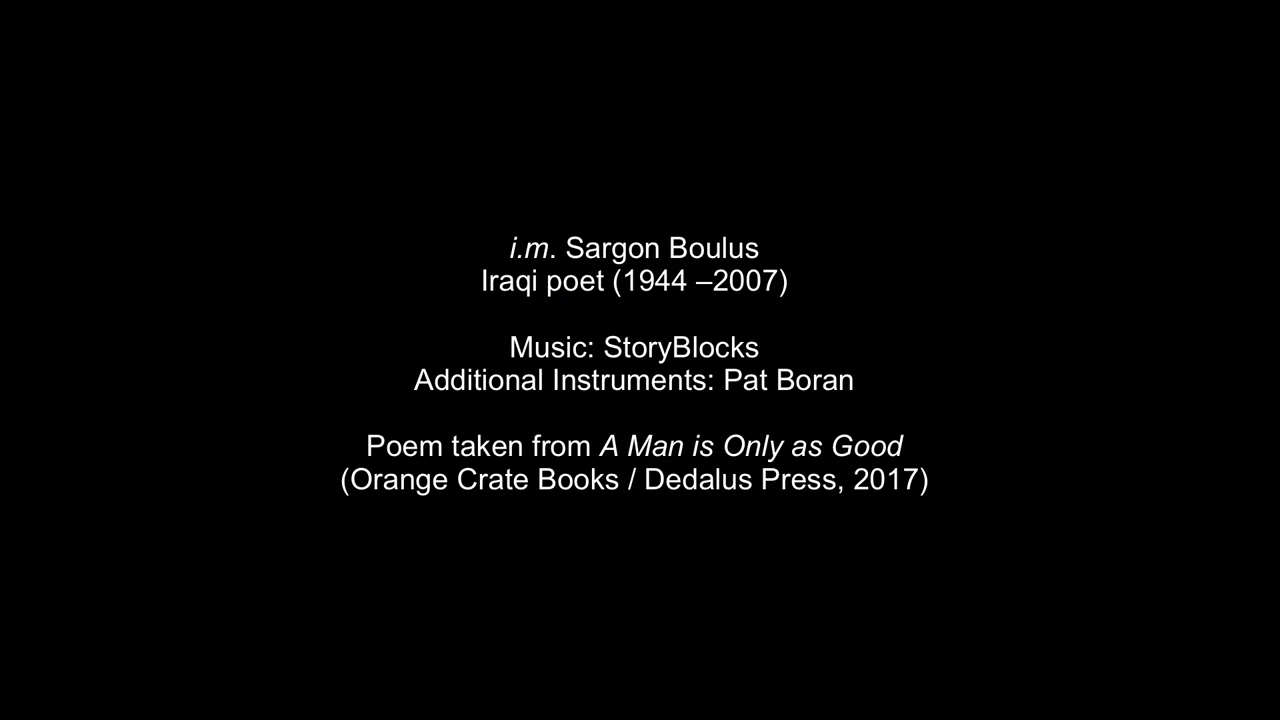 i.m. Sargon Boulus
Iraqi poet (1944 –2007)
Music: StoryBlocks
Additional Instruments: Pat Boran
Poem taken from A Man is Only as Good
(Orange Crate Books / Dedalus Press, 2017)